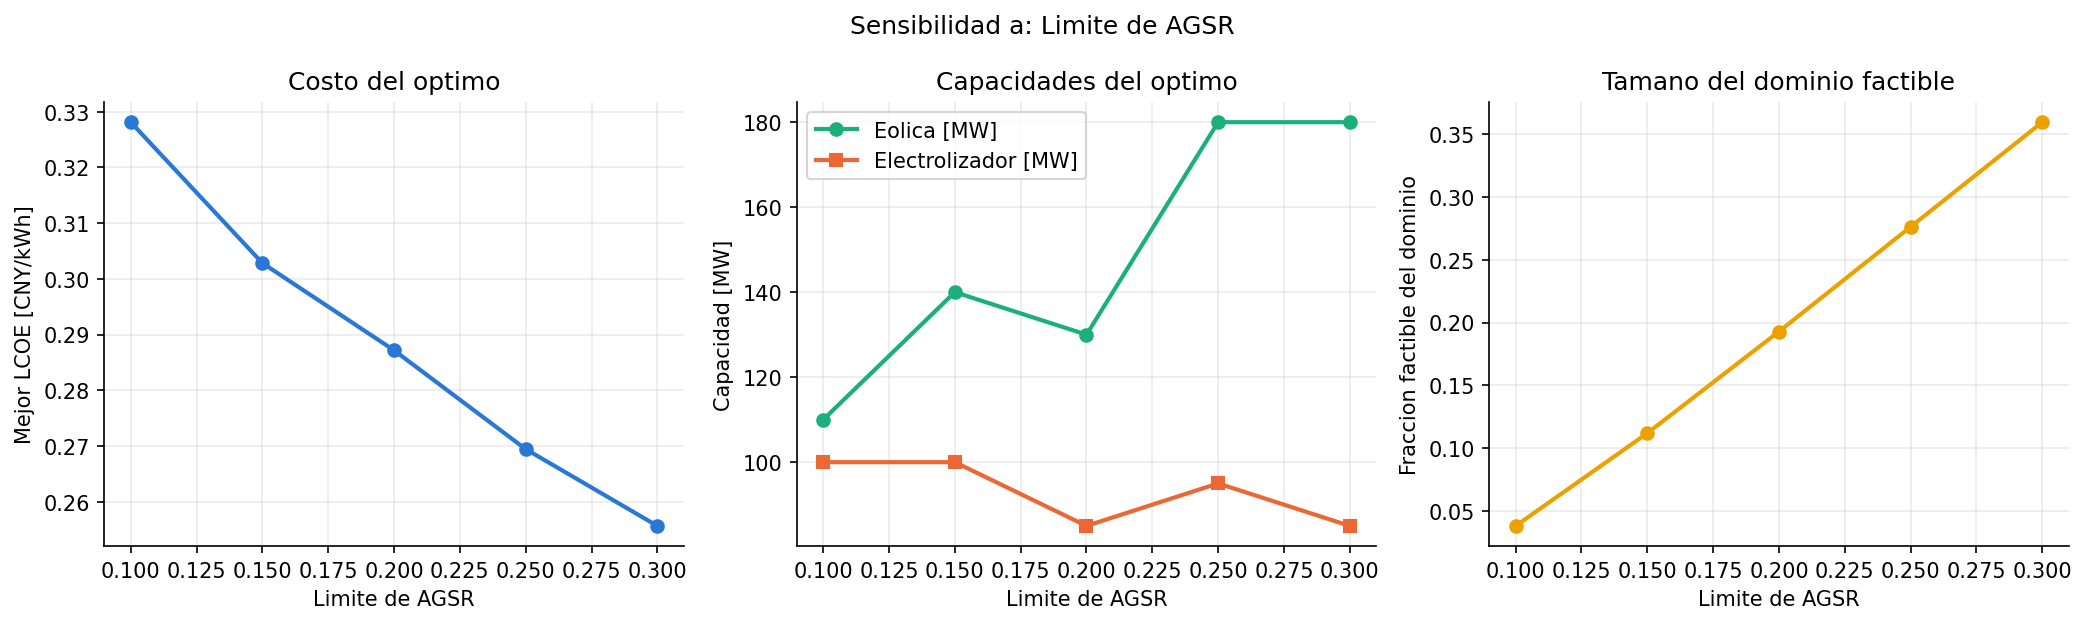 Sensibilidad a: Limite de AGSR
Costo del optimo
Mejor LCOE [CNY/kWh]
0.33
0.32
0.31
0.30
0.29
0.28
0.27
0.26
0.100 0.125 0.150 0.175 0.200 0.225 0.250 0.275 0.300
Limite de AGSR
Capacidades del optimo
Eolica [MW]
Electrolizador [MW]
Capacidad [MW]
180
160
140
120
100
0.100 0.125 0.150 0.175 0.200 0.225 0.250 0.275 0.300
Limite de AGSR
Tamano del dominio factible
Fraccion factible del dominio
0.35
0.30
0.25
0.20
0.15
0.10
0.05
0.100 0.125 0.150 0.175 0.200 0.225 0.250 0.275 0.300
Limite de AGSR